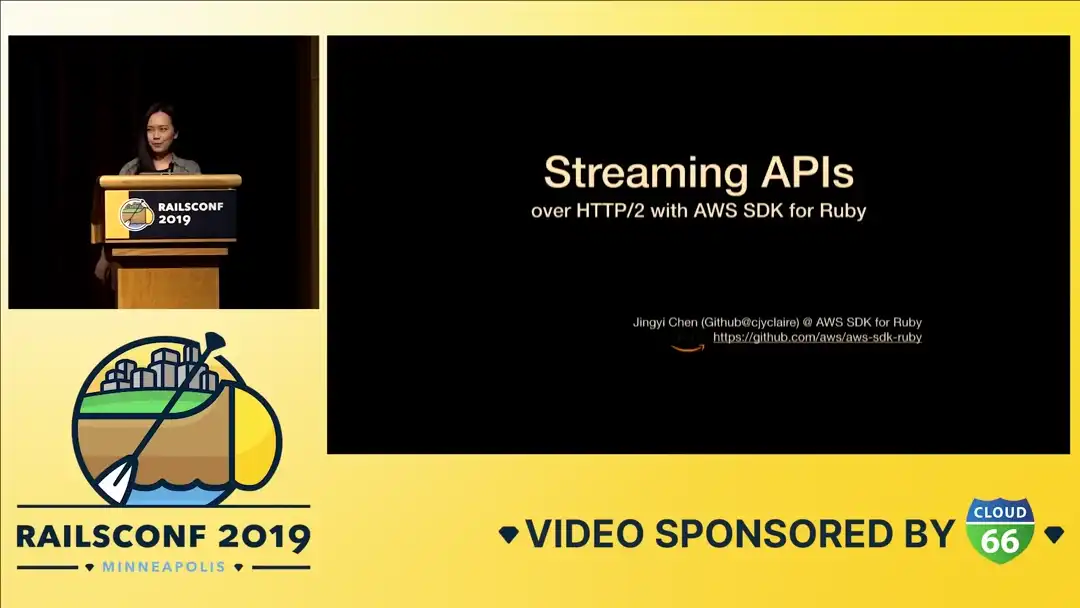 RAILSCONF
2019
Streaming APIs
over HTTP/2 with AWS SDK for Ruby
Jingyi Chen (Github@cjyclaire) @ AWS SDK for Ruby
https://github.com/aws/aws-sdk-ruby
RAILSCONF 2019
MINNEAPOLIS
VIDEO SPONSORED BY
CLOUD
66